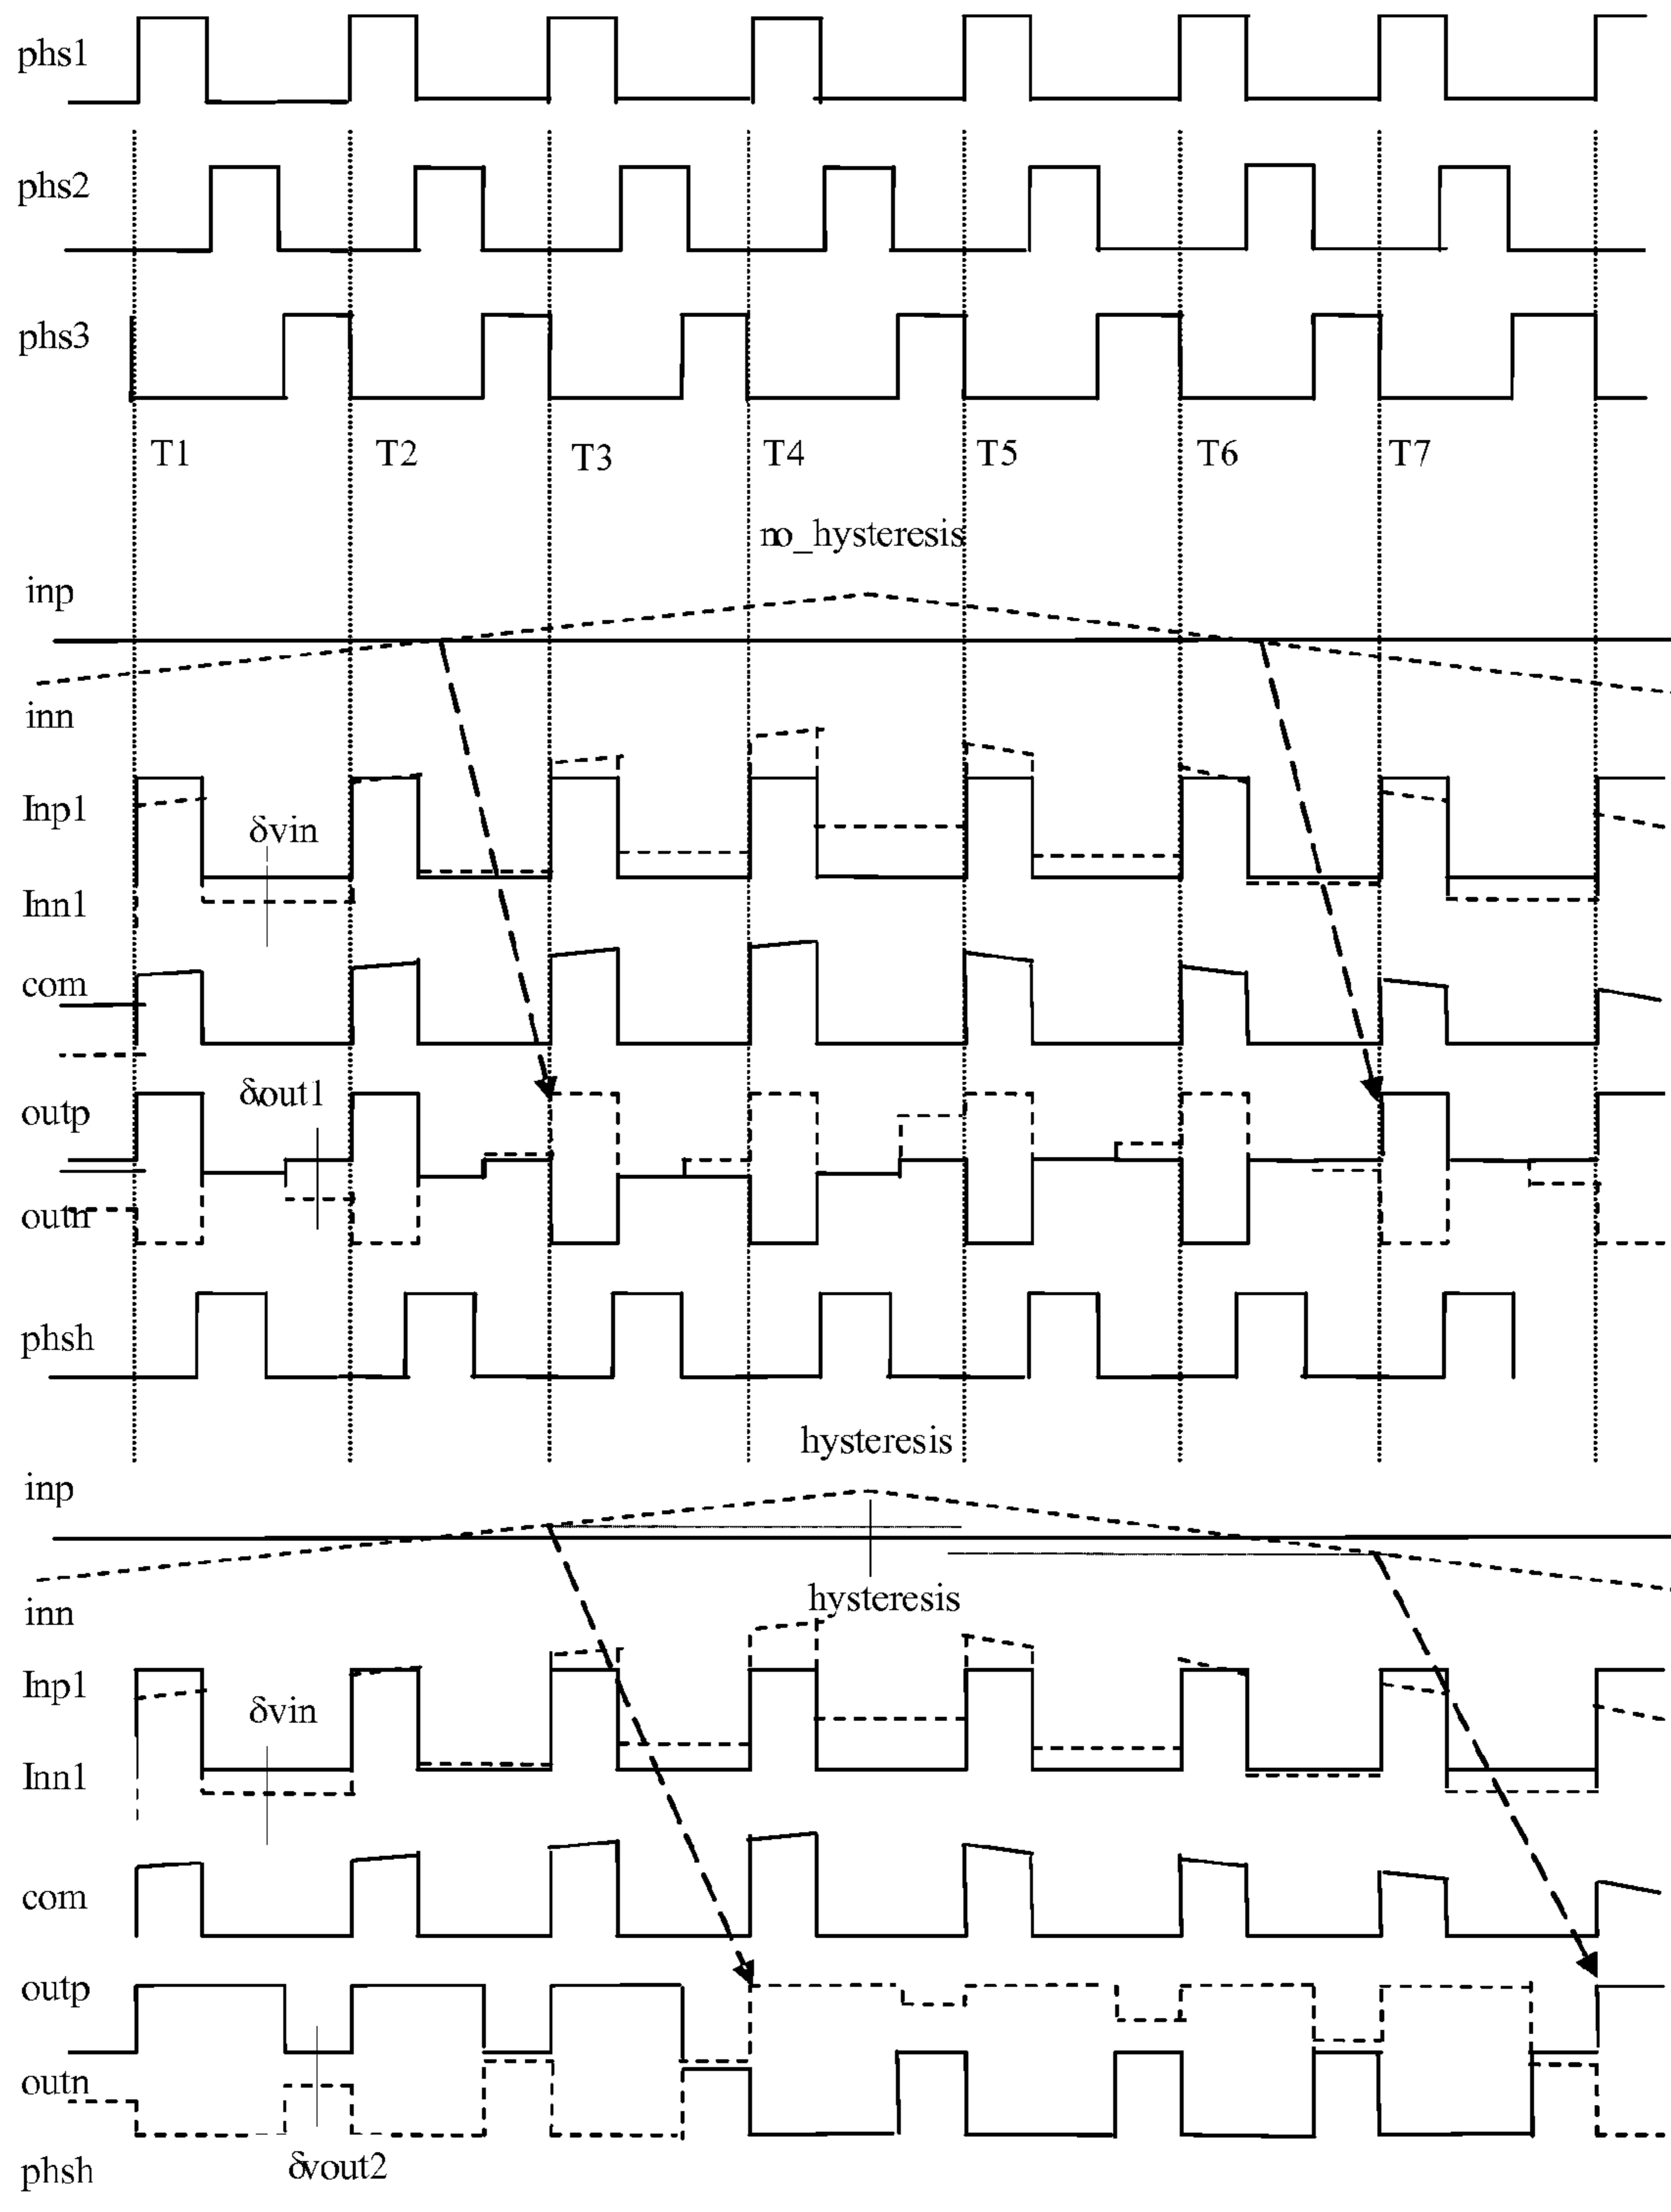 phs1
phs2
phs3
T1 T2 T3 T4 T5 T6 T7
no_hysteresis
inp
inn
Inp1
δvin
Inn1
com
δvout1
outp
outn
phsh
hysteresis
inp
hysteresis
inn
Inp1
δvin
Inn1
com
outp
outn
δvout2
phsh